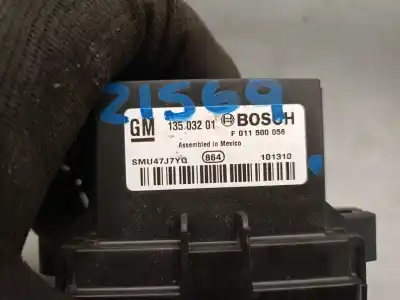 21569
GM 135 032 01 BOSCH
F 011 500 056
Assembled in Mexico
SMU47J7YQ 864 101310